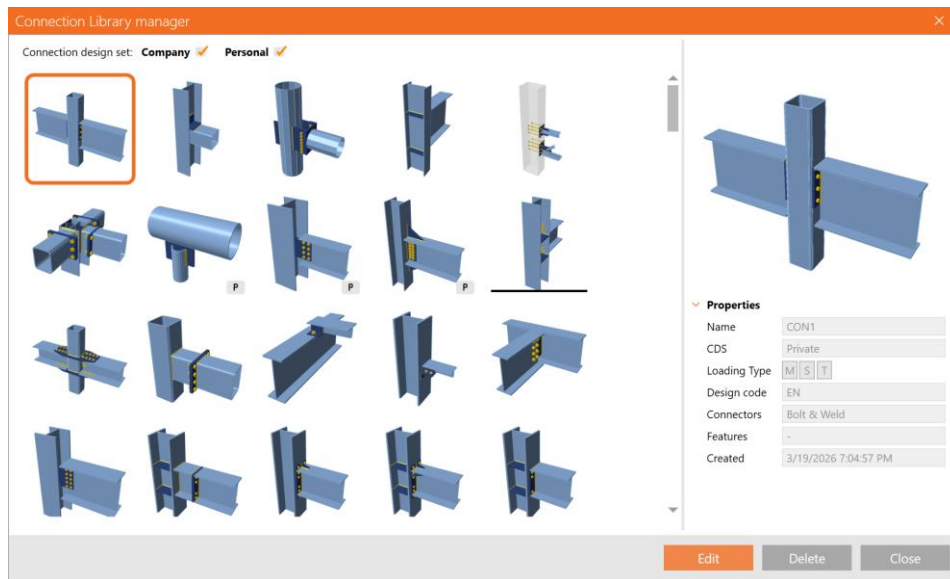 Connection Library manager
Connection design set: Company Personal
P P P
Properties
Name CON1
CDS Private
Loading Type M S T
Design code EN
Connectors Bolt & Weld
Features -
Created 3/19/2026 7:04:57 PM
Edit Delete Close